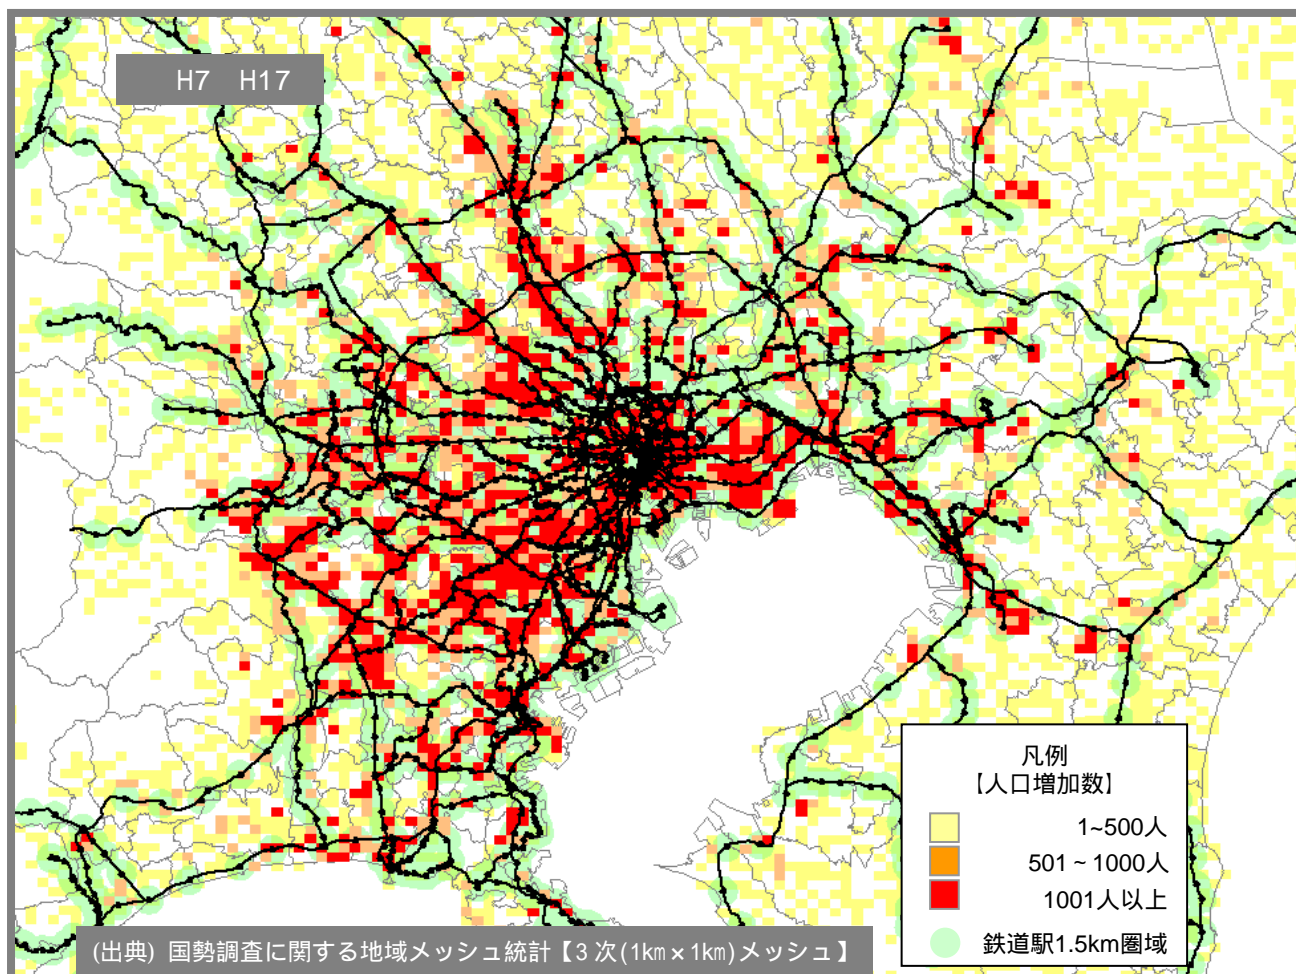 H7 H17
凡例
【人口増加数】
1~500人
501～1000人
1001人以上
鉄道駅1.5km圏域
(出典) 国勢調査に関する地域メッシュ統計【3次(1km×1km)メッシュ】